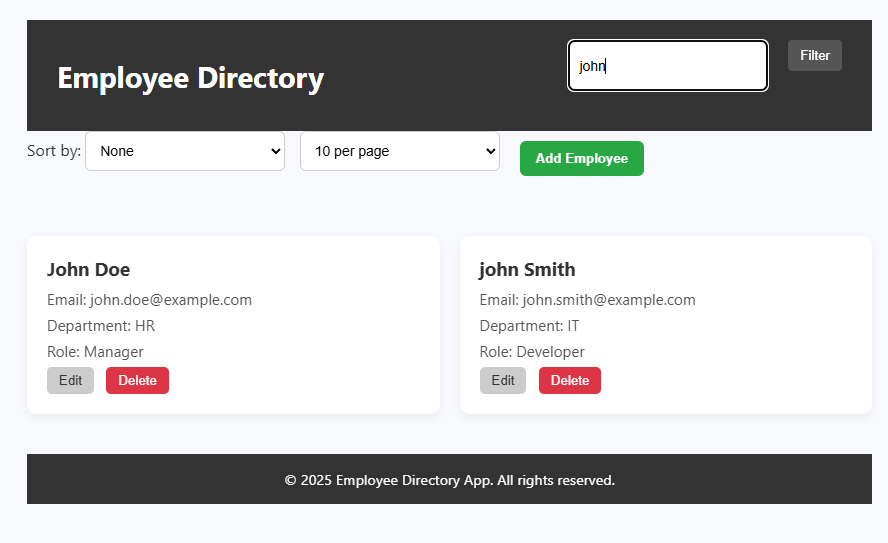 Employee Directory
john
Filter
Sort by: None
10 per page
Add Employee
John Doe
Email: john.doe@example.com
Department: HR
Role: Manager
Edit Delete
john Smith
Email: john.smith@example.com
Department: IT
Role: Developer
Edit Delete
© 2025 Employee Directory App. All rights reserved.